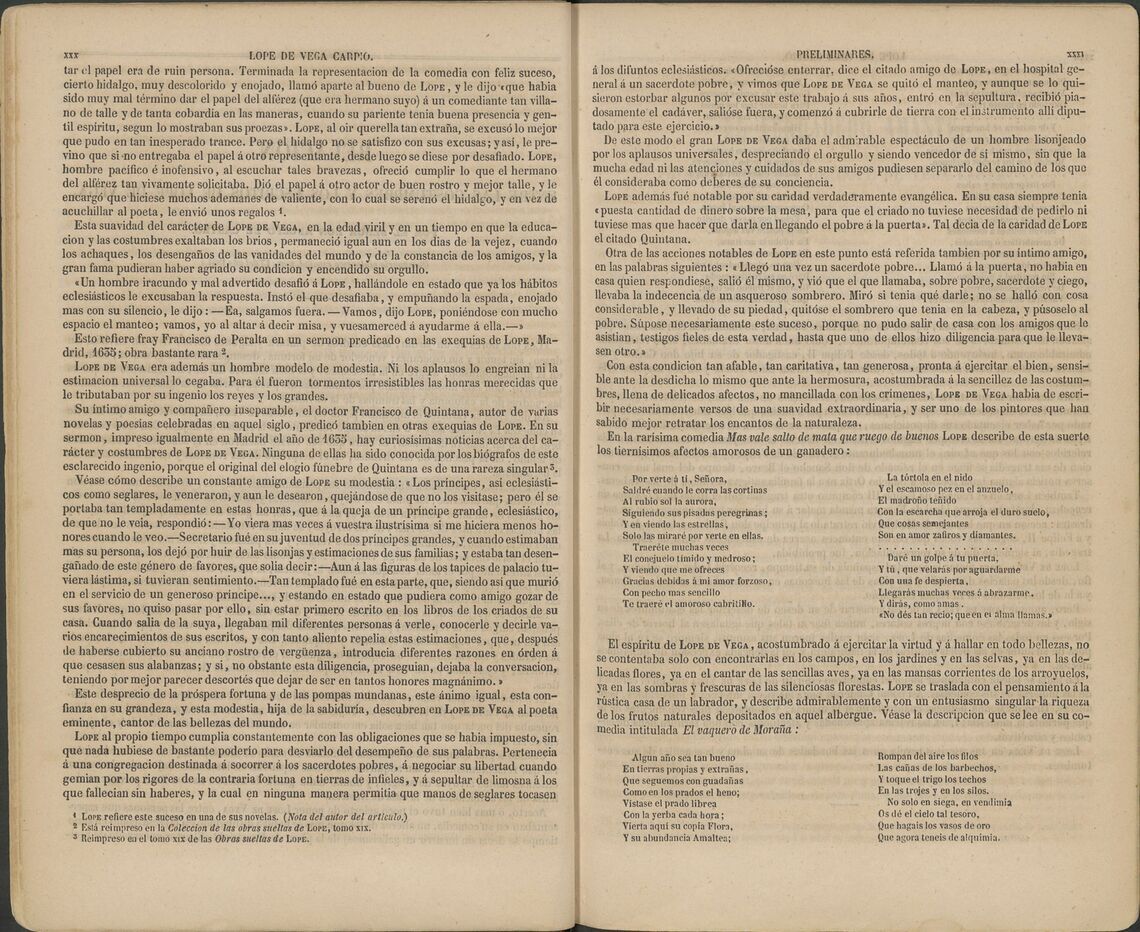 xxx
LOPE DE VEGA CARPIO.
tar el papel era de ruin persona. Terminada la representacion de la comedia con feliz suceso,
cierto hidalgo, muy descolorido y enojado, llamó aparte al bueno de LOPE, y le dijo «que habia
sido muy mal término dar el papel del alférez (que era hermano suyo) á un comediante tan villa-
no de talle y de tanta cobardia en las maneras, cuando su pariente tenia buena presencia y gen-
til espíritu, segun lo mostraban sus proezas». LOPE, al oir querella tan extraña, se excusó lo mejor
que pudo en tan inesperado trance. Pero el hidalgo no se satisfizo con sus excusas; y así, le pre-
vino que si no entregaba el papel á otro representante, desde luego se diese por desafiado. LOPE,
hombre pacífico é inofensivo, al escuchar tales bravezas, ofreció cumplir lo que el hermano
del alférez tan vivamente solicitaba. Dió el papel á otro actor de buen rostro y mejor talle, y le
encargó que hiciese muchos ademanes de valiente, con lo cual se serenó el hidalgo, y en vez de
acuchillar al poeta, le envió unos regalos ¹.
Esta suavidad del carácter de LOPE DE VEGA, en la edad viril y en un tiempo en que la educa-
cion y las costumbres exaltaban los brios, permaneció igual aun en los dias de la vejez, cuando
los achaques, los desengaños de las vanidades del mundo y de la constancia de los amigos, y la
gran fama pudieran haber agriado su condicion y encendido su orgullo.
«Un hombre iracundo y mal advertido desafió á LOPE, hallándole en estado que ya los hábitos
eclesiásticos le excusaban la respuesta. Instó el que desafiaba, y empuñando la espada, enojado
mas con su silencio, le dijo: — Ea, salgamos fuera. — Vamos, dijo LOPE, poniéndose con mucho
espacio el manteo; vamos, yo al altar á decir misa, y vuesamerced á ayudarme á ella.—»
Esto refiere fray Francisco de Peralta en un sermon predicado en las exequias de LOPE, Ma-
drid, 1635; obra bastante rara ².
LOPE DE VEGA era además un hombre modelo de modestia. Ni los aplausos lo engreian ni la
estimacion universal lo cegaba. Para él fueron tormentos irresistibles las honras merecidas que
le tributaban por su ingenio los reyes y los grandes.
Su íntimo amigo y compañero inseparable, el doctor Francisco de Quintana, autor de varias
novelas y poesías celebradas en aquel siglo, predicó tambien en otras exequias de LOPE. En su
sermon, impreso igualmente en Madrid el año de 1635, hay curiosísimas noticias acerca del ca-
rácter y costumbres de LOPE DE VEGA. Ninguna de ellas ha sido conocida por los biógrafos de este
esclarecido ingenio, porque el original del elogio fúnebre de Quintana es de una rareza singular ³.
Véase cómo describe un constante amigo de LOPE su modestia : «Los príncipes, así eclesiásti-
cos como seglares, le veneraron, y aun le desearon, quejándose de que no los visitase; pero él se
portaba tan templadamente en estas honras, que á la queja de un príncipe grande, eclesiástico,
de que no le veia, respondió: — Yo viera mas veces á vuestra ilustrísima si me hiciera menos ho-
nores cuando le veo.—Secretario fué en su juventud de dos príncipes grandes, y cuando estimaban
mas su persona, los dejó por huir de las lisonjas y estimaciones de sus familias; y estaba tan desen-
gañado de este género de favores, que solia decir:—Aun á las figuras de los tapices de palacio tu-
viera lástima, si tuvieran sentimiento.—Tan templado fué en esta parte, que, siendo así que murió
en el servicio de un generoso príncipe..., y estando en estado que pudiera como amigo gozar de
sus favores, no quiso pasar por ello, sin estar primero escrito en los libros de los criados de su
casa. Cuando salia de la suya, llegaban mil diferentes personas á verle, conocerle y decirle va-
rios encarecimientos de sus escritos, y con tanto aliento repelia estas estimaciones, que, después
de haberse cubierto su anciano rostro de vergüenza, introducia diferentes razones en órden á
que cesasen sus alabanzas; y si, no obstante esta diligencia, proseguian, dejaba la conversacion,
teniendo por mejor parecer descortés que dejar de ser en tantos honores magnánimo.»
Este desprecio de la próspera fortuna y de las pompas mundanas, este ánimo igual, esta con-
fianza en su grandeza, y esta modestia, hija de la sabiduría, descubren en LOPE DE VEGA al poeta
eminente, cantor de las bellezas del mundo.
LOPE al propio tiempo cumplia constantemente con las obligaciones que se habia impuesto, sin
que nada hubiese de bastante poderío para desviarlo del desempeño de sus palabras. Pertenecia
á una congregacion destinada á socorrer á los sacerdotes pobres, á negociar su libertad cuando
gemian por los rigores de la contraria fortuna en tierras de infieles, y á sepultar de limosna á los
que fallecian sin haberes, y la cual en ninguna manera permitia que manos de seglares tocasen
¹ LOPE refiere este suceso en una de sus novelas. (Nota del autor del artículo.)
² Está reimpreso en la Coleccion de las obras sueltas de LOPE, tomo XIX.
³ Reimpreso en el tomo XIX de las Obras sueltas de LOPE.
PRELIMINARES.
xxxi
á los difuntos eclesiásticos. «Ofrecióse enterrar, dice el citado amigo de LOPE, en el hospital ge-
neral á un sacerdote pobre, y vimos que LOPE DE VEGA se quitó el manteo, y aunque se lo qui-
sieron estorbar algunos por excusar este trabajo á sus años, entró en la sepultura, recibió pia-
dosamente el cadáver, salióse fuera, y comenzó á cubrirle de tierra con el instrumento allí dipu-
tado para este ejercicio.»
De este modo el gran LOPE DE VEGA daba el admirable espectáculo de un hombre lisonjeado
por los aplausos universales, despreciando el orgullo y siendo vencedor de sí mismo, sin que la
mucha edad ni las atenciones y cuidados de sus amigos pudiesen separarlo del camino de los que
él consideraba como deberes de su conciencia.
LOPE además fué notable por su caridad verdaderamente evangélica. En su casa siempre tenia
«puesta cantidad de dinero sobre la mesa, para que el criado no tuviese necesidad de pedirlo ni
tuviese mas que hacer que darla en llegando el pobre á la puerta». Tal decia de la caridad de LOPE
el citado Quintana.
Otra de las acciones notables de LOPE en este punto está referida tambien por su íntimo amigo,
en las palabras siguientes : «Llegó una vez un sacerdote pobre... Llamó á la puerta, no habia en
casa quien respondiese, salió él mismo, y vió que el que llamaba, sobre pobre, sacerdote y ciego,
llevaba la indecencia de un asqueroso sombrero. Miró si tenia qué darle; no se halló con cosa
considerable, y llevado de su piedad, quitóse el sombrero que tenia en la cabeza, y púsoselo al
pobre. Súpose necesariamente este suceso, porque no pudo salir de casa con los amigos que le
asistian, testigos fieles de esta verdad, hasta que uno de ellos hizo diligencia para que le lleva-
sen otro.»
Con esta condicion tan afable, tan caritativa, tan generosa, pronta á ejercitar el bien, sensi-
ble ante la desdicha lo mismo que ante la hermosura, acostumbrada á la sencillez de las costum-
bres, llena de delicados afectos, no mancillada con los crímenes, LOPE DE VEGA habia de escri-
bir necesariamente versos de una suavidad extraordinaria, y ser uno de los pintores que han
sabido mejor retratar los encantos de la naturaleza.
En la rarísima comedia Mas vale salto de mata que ruego de buenos LOPE describe de esta suerte
los tiernísimos afectos amorosos de un ganadero :
Por verte á tí, Señora,
Saldré cuando le corra las cortinas
Al rubio sol la aurora,
Siguiendo sus pisadas peregrinas;
Y en viendo las estrellas,
Solo las miraré por verte en ellas.
Traeréte muchas veces
El conejuelo tímido y medroso;
Y viendo que me ofreces
Gracias debidas á mi amor forzoso,
Con pecho mas sencillo
Te traeré el amoroso cabritillo.
La tórtola en el nido
Y el escamoso pez en el anzuelo,
El madroño teñido
Con la escarcha que arroja el duro suelo,
Que cosas semejantes
Son en amor zafiros y diamantes.
. . . . . . . . . . . . . . . . .
Daré un golpe á tu puerta,
Y tú, que velarás por aguardarme
Con una fe despierta,
Llegarás muchas veces á abrazarme.
Y dirás, como amas.
«No dés tan recio; que en el alma llamas.»
El espíritu de LOPE DE VEGA, acostumbrado á ejercitar la virtud y á hallar en todo bellezas, no
se contentaba solo con encontrarlas en los campos, en los jardines y en las selvas, ya en las de-
licadas flores, ya en el cantar de las sencillas aves, ya en las mansas corrientes de los arroyuelos,
ya en las sombras y frescuras de las silenciosas florestas. LOPE se traslada con el pensamiento á la
rústica casa de un labrador, y describe admirablemente y con un entusiasmo singular la riqueza
de los frutos naturales depositados en aquel albergue. Véase la descripcion que se lee en su co-
media intitulada El vaquero de Moraña :
Algun año sea tan bueno
En tierras propias y extrañas,
Que seguemos con guadañas
Como en los prados el heno;
Vístase el prado librea
Con la yerba cada hora;
Vierta aquí su copia Flora,
Y su abundancia Amaltea;
Rompan del aire los filos
Las cañas de los barbechos,
Y toque el trigo los techos
En las trojes y en los silos.
No solo en siega, en vendimia
Os dé el cielo tal tesoro,
Que hagais los vasos de oro
Que agora teneis de alquimia.